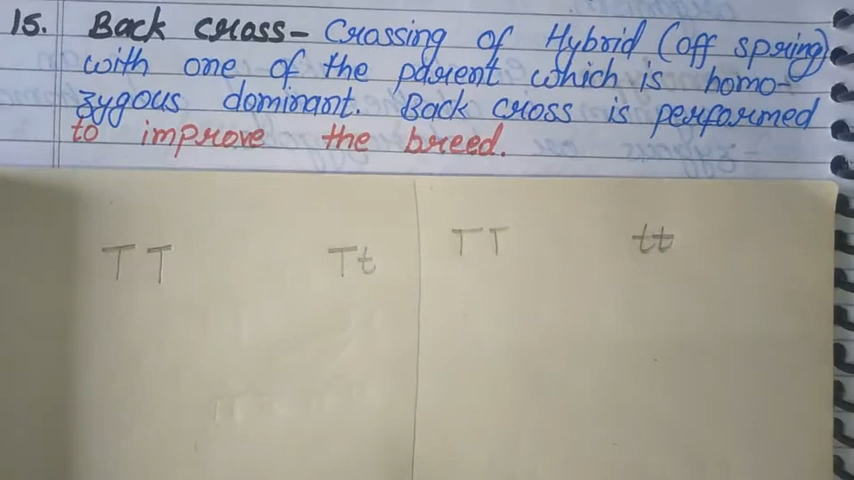 15. Back cross- Crossing of Hybrid (off spring)
with one of the parent which is homo-
zygous dominant. Back cross is performed
to improve the breed.
TT Tt TT tt